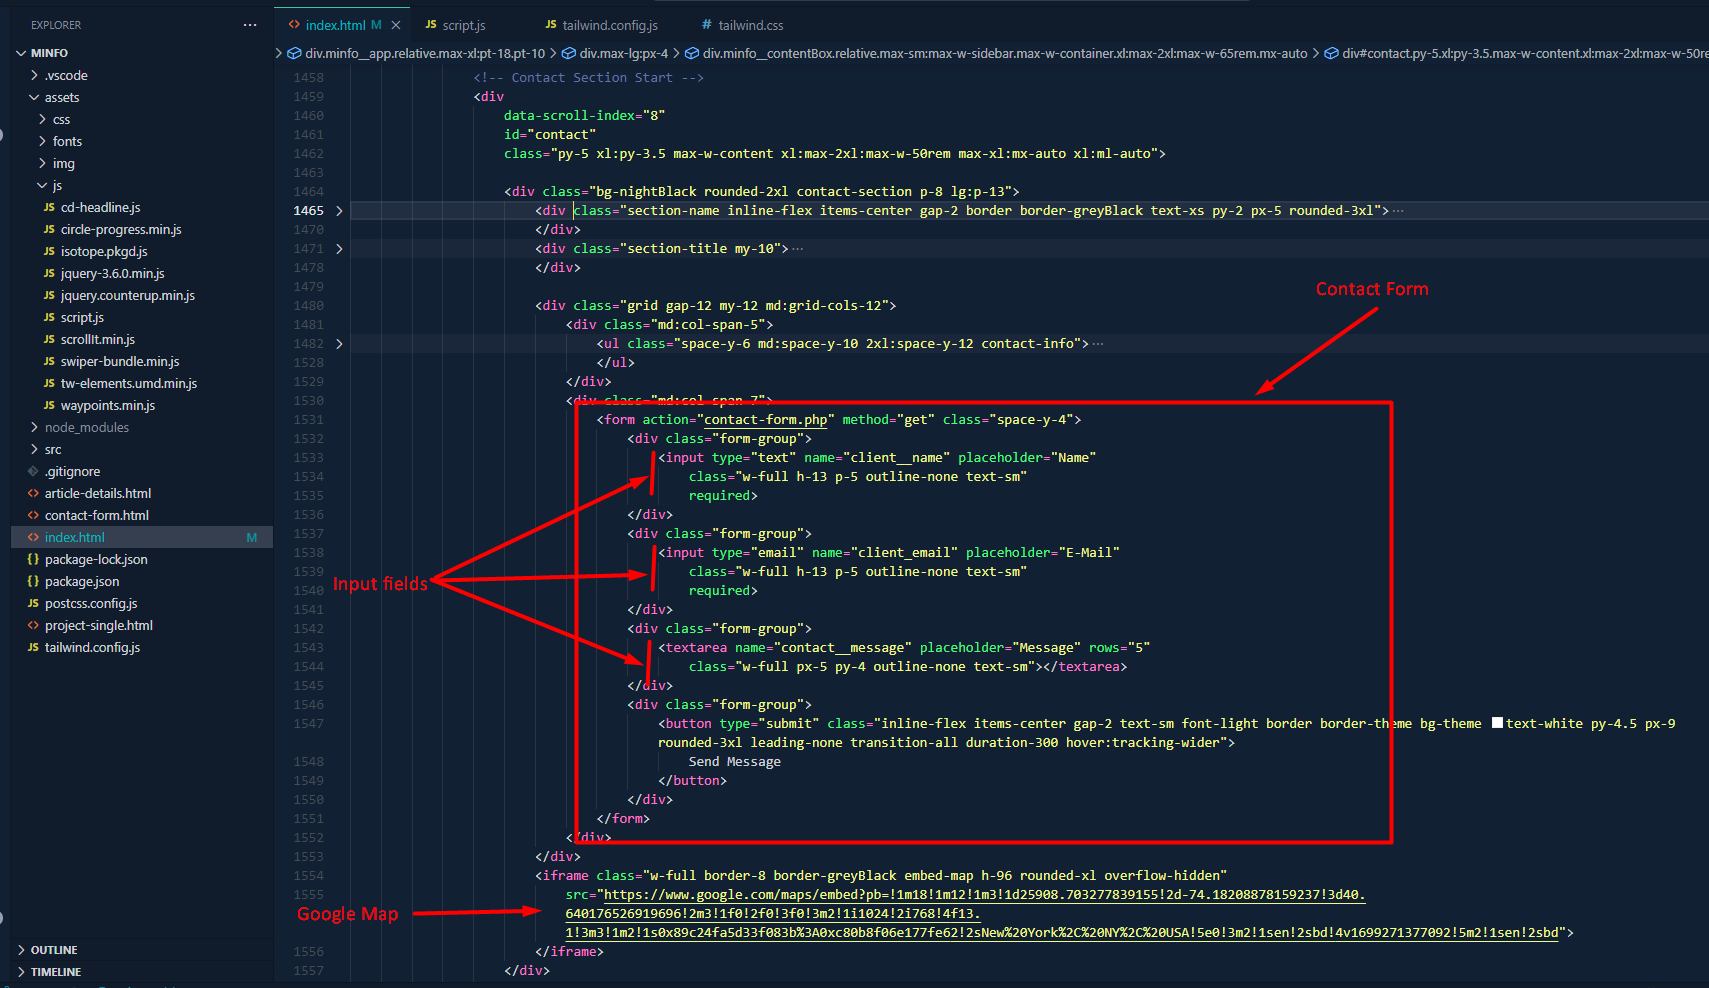 EXPLORER
···
MINFO
.vscode
assets
css
fonts
img
js
JS cd-headline.js
JS circle-progress.min.js
JS isotope.pkgd.js
JS jquery-3.6.0.min.js
JS jquery.counterup.min.js
JS script.js
JS scrollIt.min.js
JS swiper-bundle.min.js
JS tw-elements.umd.min.js
JS waypoints.min.js
node_modules
src
.gitignore
<> article-details.html
<> contact-form.html
<> index.html M
{} package-lock.json
{} package.json
JS postcss.config.js
<> project-single.html
JS tailwind.config.js
OUTLINE
TIMELINE
<> index.html M × JS script.js JS tailwind.config.js # tailwind.css
> div.minfo__app.relative.max-xl:pt-18.pt-10 > div.max-lg:px-4 > div.minfo__contentBox.relative.max-sm:max-w-sidebar.max-w-container.xl:max-2xl:max-w-65rem.mx-auto > div#contact.py-5.xl:py-3.5.max-w-content.xl:max-2xl:max-w-50re
1458 <!-- Contact Section Start -->
1459 <div
1460 data-scroll-index="8"
1461 id="contact"
1462 class="py-5 xl:py-3.5 max-w-content xl:max-2xl:max-w-50rem max-xl:mx-auto xl:ml-auto">
1463
1464 <div class="bg-nightBlack rounded-2xl contact-section p-8 lg:p-13">
1465 <div class="section-name inline-flex items-center gap-2 border border-greyBlack text-xs py-2 px-5 rounded-3xl">···
1470 </div>
1471 <div class="section-title my-10">···
1478 </div>
1479
1480 <div class="grid gap-12 my-12 md:grid-cols-12">
1481 <div class="md:col-span-5">
1482 <ul class="space-y-6 md:space-y-10 2xl:space-y-12 contact-info">···
1528 </ul>
1529 </div>
1530 <div class="md:col-span-7">
1531 <form action="contact-form.php" method="get" class="space-y-4">
1532 <div class="form-group">
1533 <input type="text" name="client__name" placeholder="Name"
1534 class="w-full h-13 p-5 outline-none text-sm"
1535 required>
1536 </div>
1537 <div class="form-group">
1538 <input type="email" name="client_email" placeholder="E-Mail"
1539 class="w-full h-13 p-5 outline-none text-sm"
1540 required>
1541 </div>
1542 <div class="form-group">
1543 <textarea name="contact__message" placeholder="Message" rows="5"
1544 class="w-full px-5 py-4 outline-none text-sm"></textarea>
1545 </div>
1546 <div class="form-group">
1547 <button type="submit" class="inline-flex items-center gap-2 text-sm font-light border border-theme bg-theme text-white py-4.5 px-9
rounded-3xl leading-none transition-all duration-300 hover:tracking-wider">
1548 Send Message
1549 </button>
1550 </div>
1551 </form>
1552 </div>
1553 </div>
1554 <iframe class="w-full border-8 border-greyBlack embed-map h-96 rounded-xl overflow-hidden"
1555 src="https://www.google.com/maps/embed?pb=!1m18!1m12!1m3!1d25908.703277839155!2d-74.18208878159237!3d40.
640176526919696!2m3!1f0!2f0!3f0!3m2!1i1024!2i768!4f13.
1!3m3!1m2!1s0x89c24fa5d33f083b%3A0xc80b8f06e177fe62!2sNew%20York%2C%20NY%2C%20USA!5e0!3m2!1sen!2sbd!4v1699271377092!5m2!1sen!2sbd">
1556 </iframe>
1557 </div>
Contact Form
Input fields
Google Map